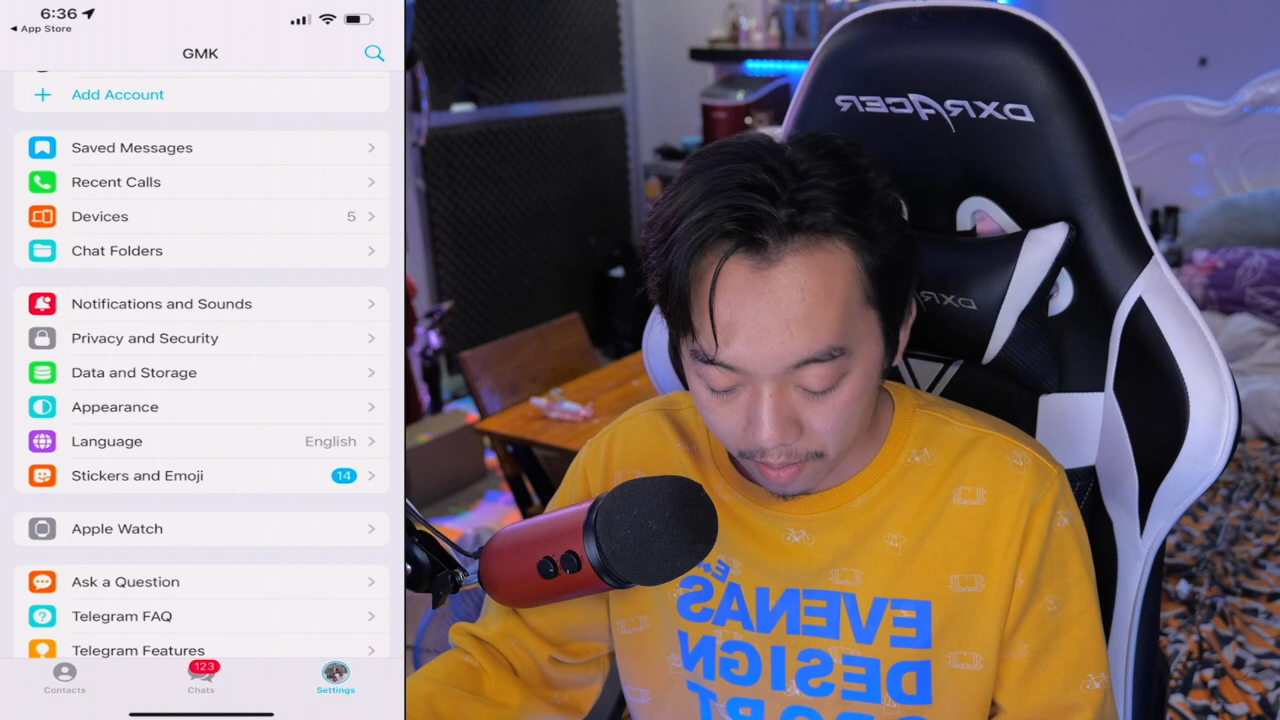 6:36
◀ App Store
GMK
+ Add Account
Saved Messages
Recent Calls
Devices 5
Chat Folders
Notifications and Sounds
Privacy and Security
Data and Storage
Appearance
Language English
Stickers and Emoji 14
Apple Watch
Ask a Question
Telegram FAQ
Telegram Features
123
Contacts Chats Settings
DXRACER
EVENAS
DESIGN